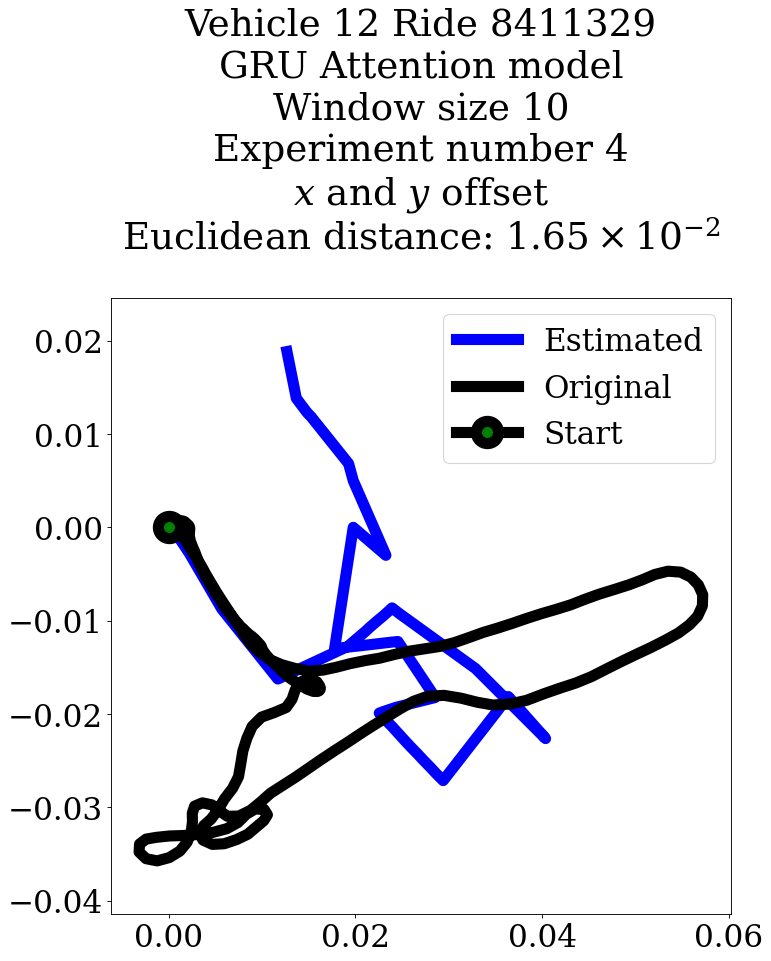 Vehicle 12 Ride 8411329
GRU Attention model
Window size 10
Experiment number 4
x and y offset
Euclidean distance: 1.65 × 10⁻²
Estimated
Original
Start
0.02
0.01
0.00
−0.01
−0.02
−0.03
−0.04
0.00 0.02 0.04 0.06